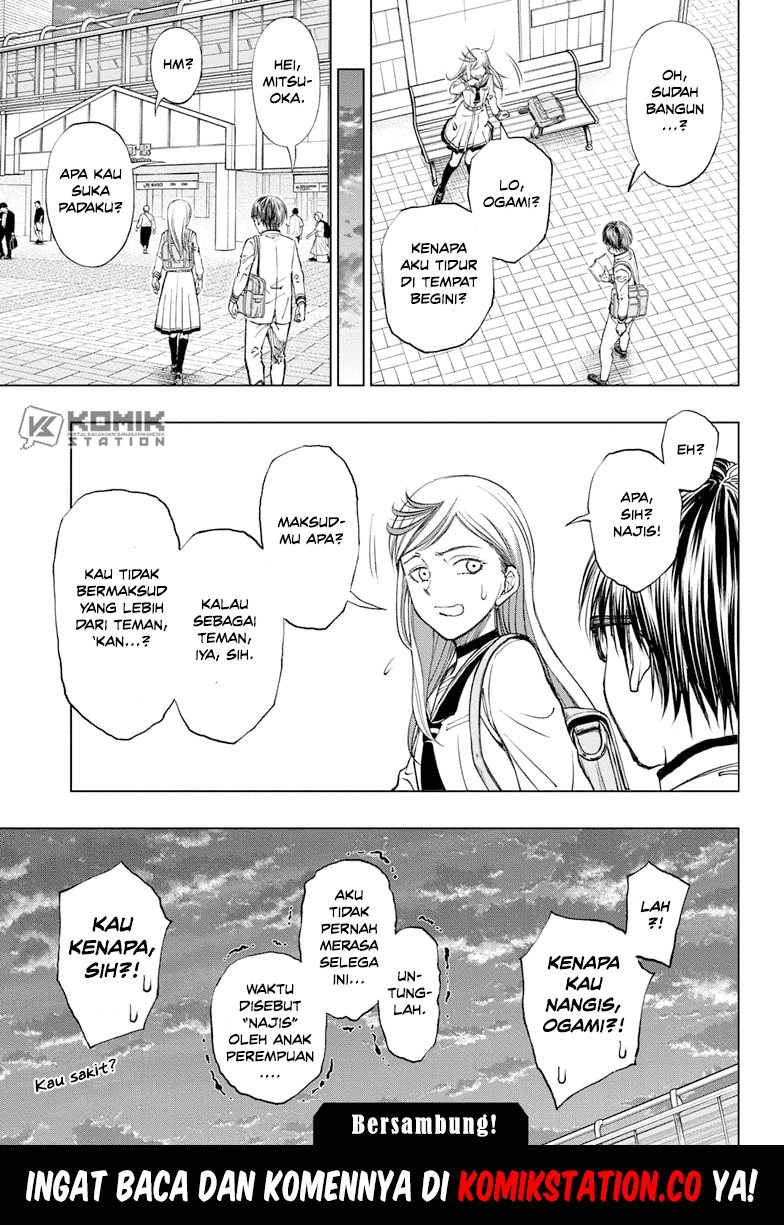 OH,
SUDAH
BANGUN
...?
LO,
OGAMI?
KENAPA
AKU TIDUR
DI TEMPAT
BEGINI?
HEI,
MITSU-
OKA.
HM?
APA KAU
SUKA
PADAKU?
KOMIK
STATION
EH?
APA,
SIH?
NAJIS!
MAKSUD-
MU APA?
KALAU
SEBAGAI
TEMAN,
IYA, SIH.
KAU TIDAK
BERMAKSUD
YANG LEBIH
DARI TEMAN,
'KAN...?
LAH
?!
KENAPA
KAU
NANGIS,
OGAMI?!
UN-
TUNG-
LAH.
AKU
TIDAK
PERNAH
MERASA
SELEGA
INI...
WAKTU
DISEBUT
"NAJIS"
OLEH ANAK
PEREMPUAN
....
KAU
KENAPA,
SIH?!
Kau sakit?
Bersambung!
INGAT BACA DAN KOMENNYA DI KOMIKSTATION.CO YA!